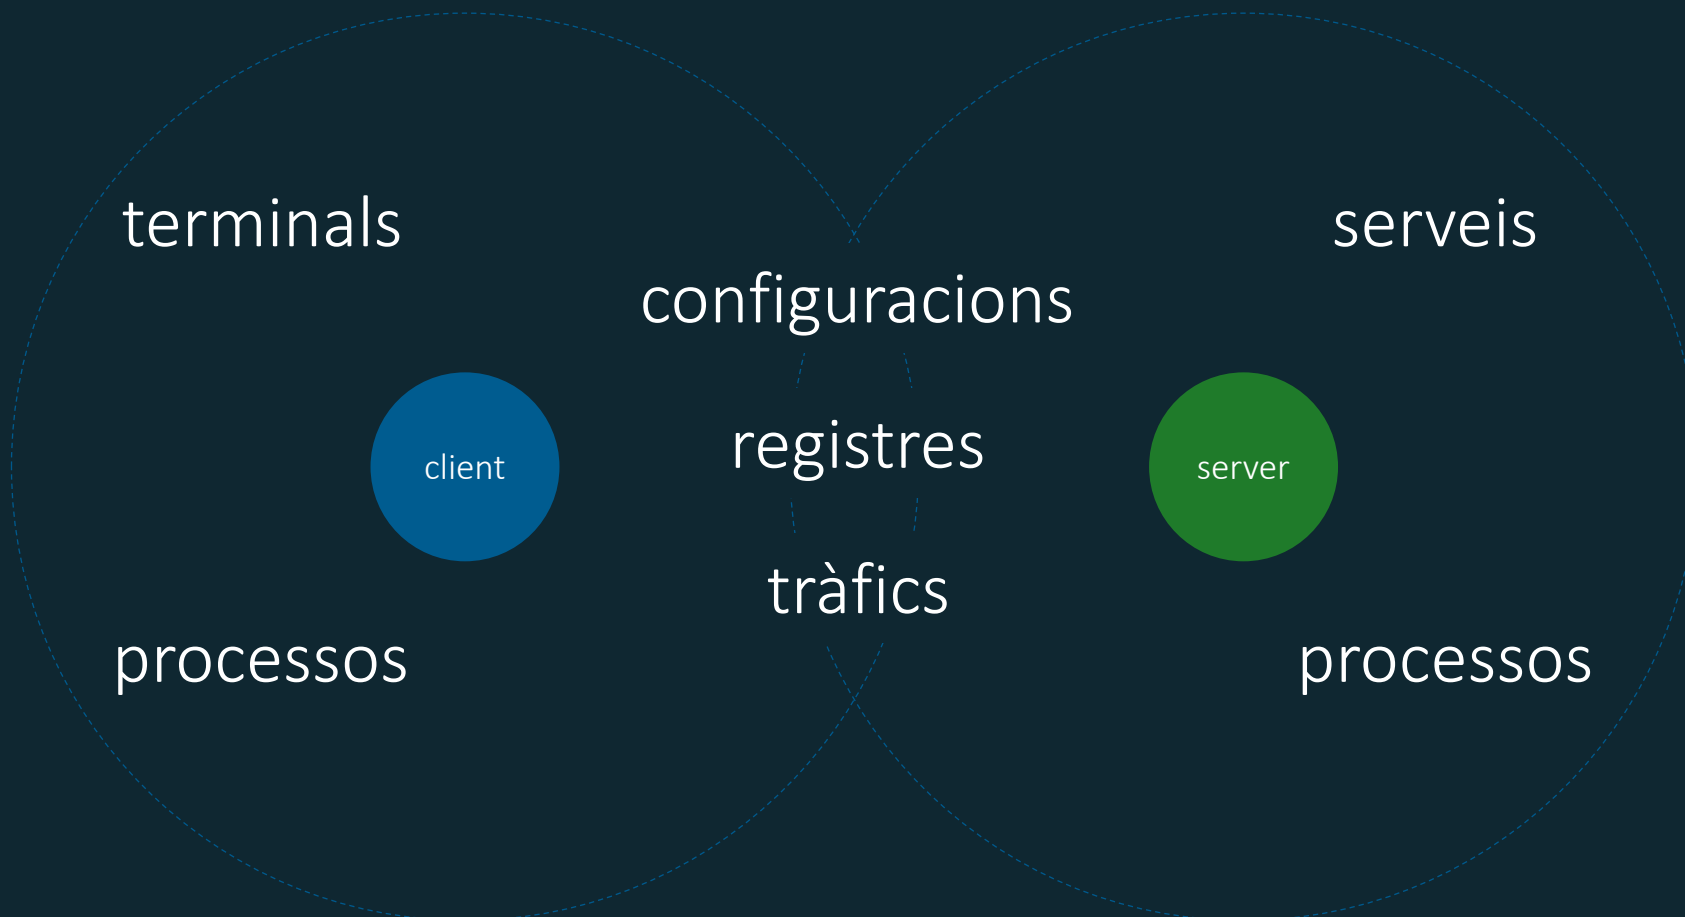 terminals
serveis
configuracions
registres
client
server
tràfics
processos
processos